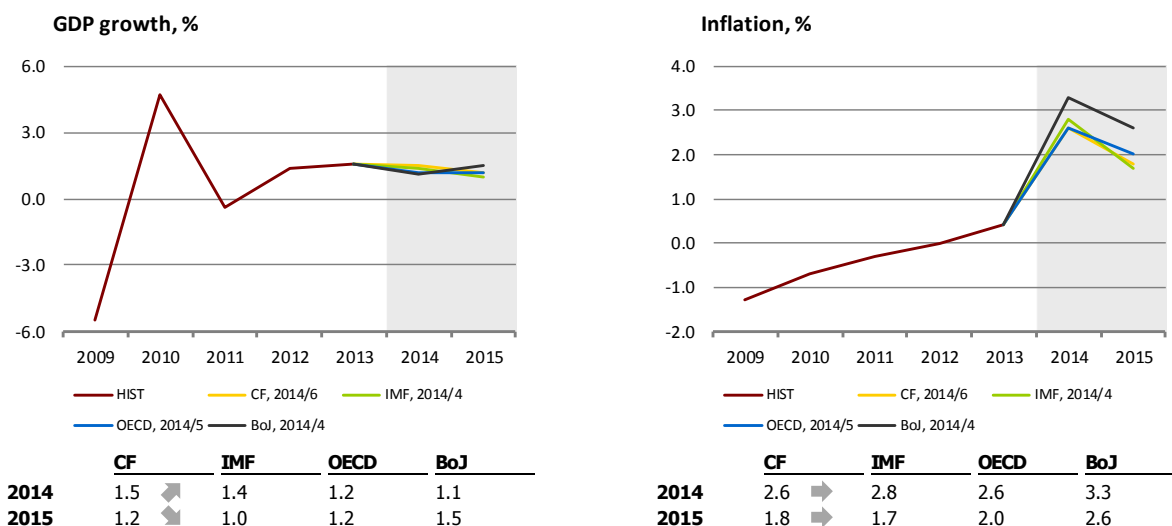 GDP growth, %
6.0
3.0
0.0
-3.0
-6.0
2009 2010 2011 2012 2013 2014 2015
HIST CF, 2014/6 IMF, 2014/4
OECD, 2014/5 BoJ, 2014/4
CF IMF OECD BoJ
2014 1.5 1.4 1.2 1.1
2015 1.2 1.0 1.2 1.5
Inflation, %
4.0
3.0
2.0
1.0
0.0
-1.0
-2.0
2009 2010 2011 2012 2013 2014 2015
HIST CF, 2014/6 IMF, 2014/4
OECD, 2014/5 BoJ, 2014/4
CF IMF OECD BoJ
2014 2.6 2.8 2.6 3.3
2015 1.8 1.7 2.0 2.6